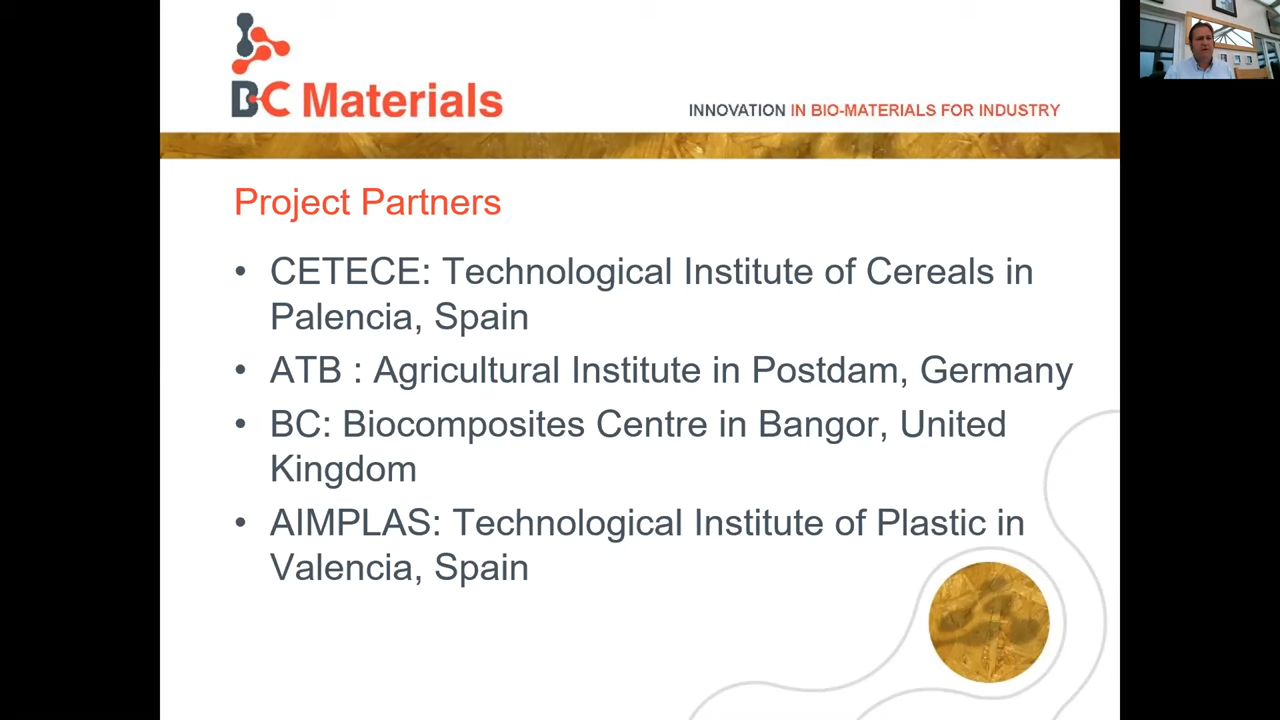 BC Materials
INNOVATION IN BIO-MATERIALS FOR INDUSTRY
Project Partners
• CETECE: Technological Institute of Cereals in
Palencia, Spain
• ATB : Agricultural Institute in Postdam, Germany
• BC: Biocomposites Centre in Bangor, United
Kingdom
• AIMPLAS: Technological Institute of Plastic in
Valencia, Spain